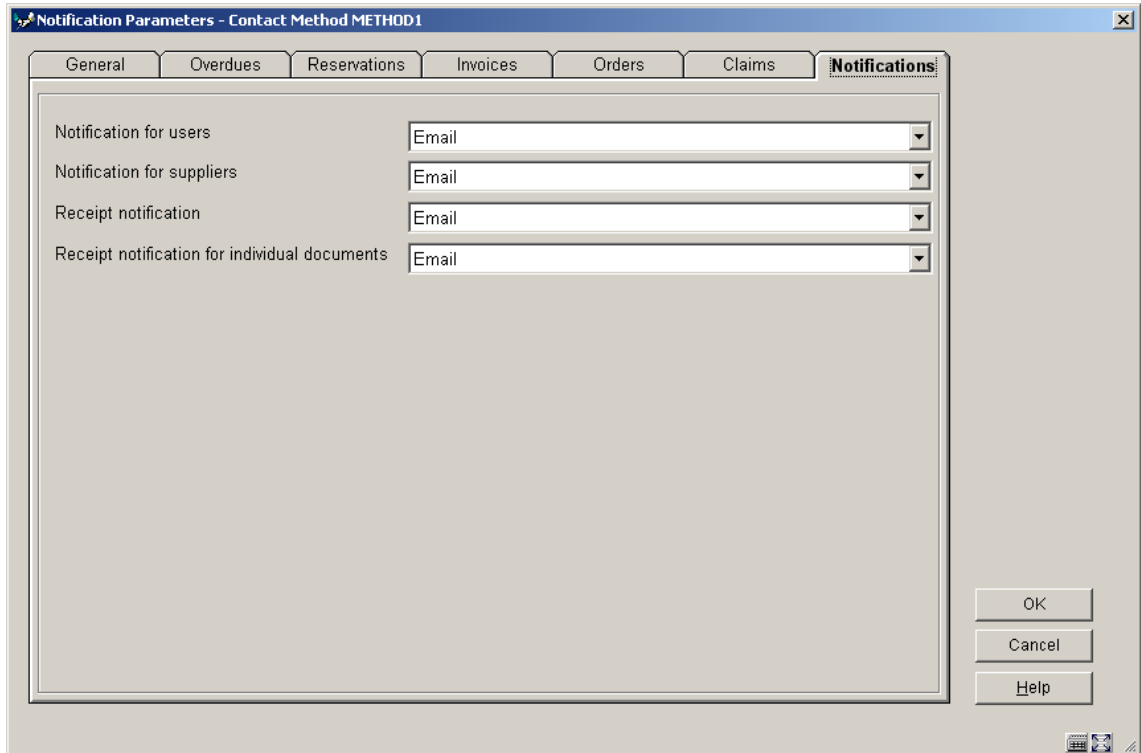 Notification Parameters - Contact Method METHOD1
General Overdues Reservations Invoices Orders Claims Notifications
Notification for users Email
Notification for suppliers Email
Receipt notification Email
Receipt notification for individual documents Email
OK
Cancel
Help